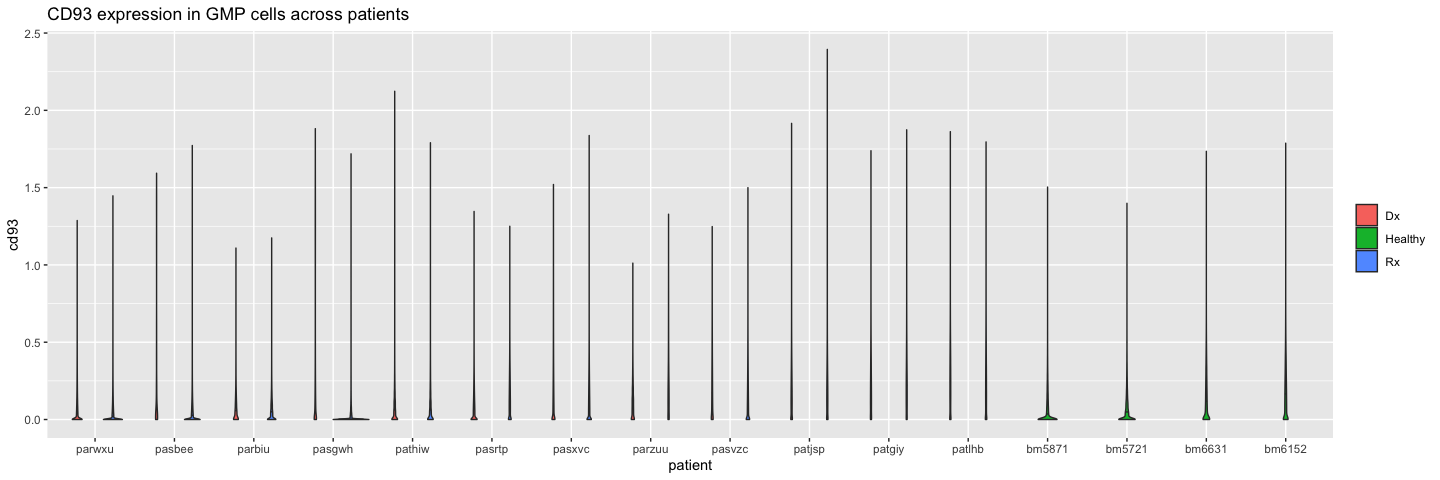 CD93 expression in GMP cells across patients
2.5
2.0
1.5
1.0
0.5
0.0
cd93
parwxu pasbee parbiu pasgwh pathiw pasrtp pasxvc parzuu pasvzc patjsp patgiy patlhb bm5871 bm5721 bm6631 bm6152
patient
Dx
Healthy
Rx